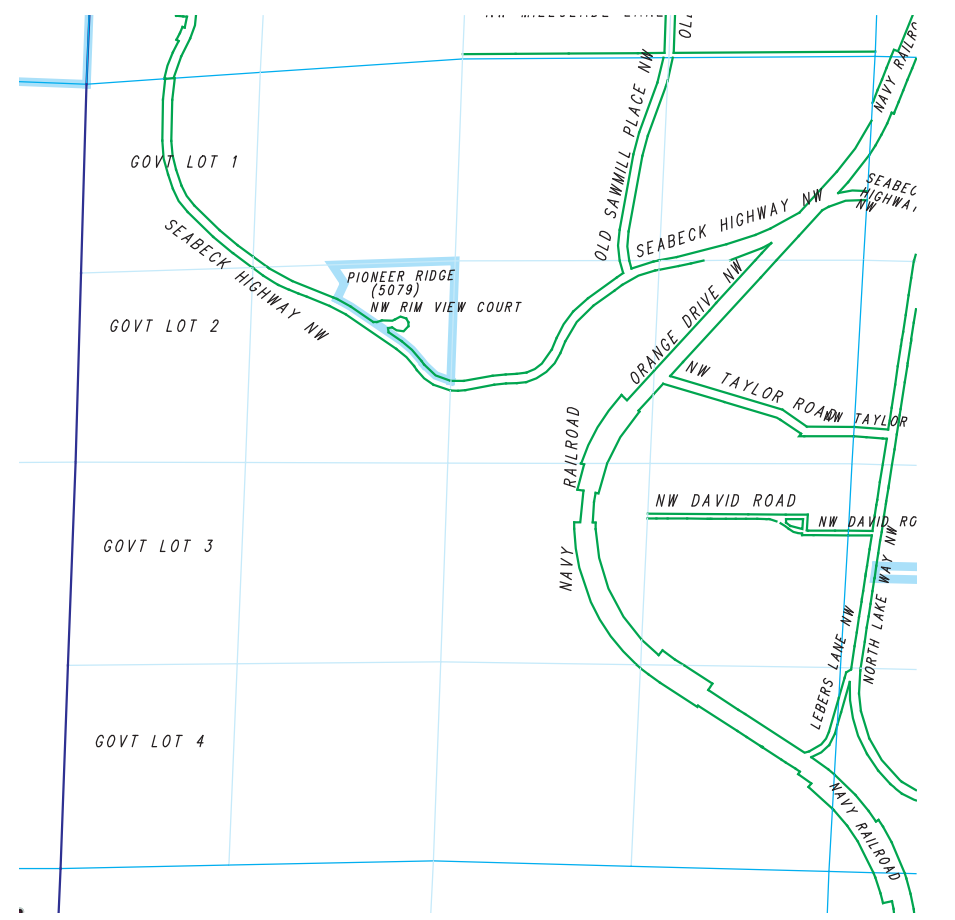 OLD
NAVY RAILRO
GOVT LOT 1
OLD SAWMILL PLACE NW
SEABECK HIGHWAY NW
SEABEC
HIGHWA
NW
SEABECK HIGHWAY NW
PIONEER RIDGE
(5079)
NW RIM VIEW COURT
GOVT LOT 2
ORANGE DRIVE NW
NW TAYLOR ROAD
NW TAYLOR
RAILROAD
NW DAVID ROAD
NW DAVID RO
NAVY
GOVT LOT 3
NORTH LAKE WAY NW
LEBERS LANE NW
GOVT LOT 4
NAVY RAILROAD